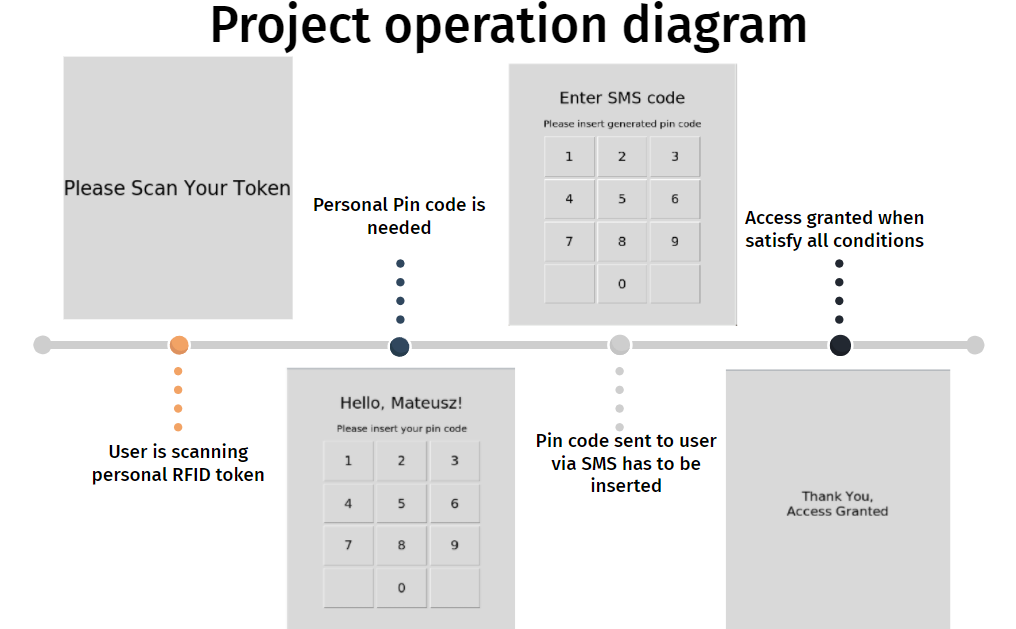 Project operation diagram
Please Scan Your Token
User is scanning
personal RFID token
Personal Pin code is
needed
Hello, Mateusz!
Please insert your pin code
1 2 3
4 5 6
7 8 9
0
Enter SMS code
Please insert generated pin code
1 2 3
4 5 6
7 8 9
0
Pin code sent to user
via SMS has to be
inserted
Access granted when
satisfy all conditions
Thank You,
Access Granted